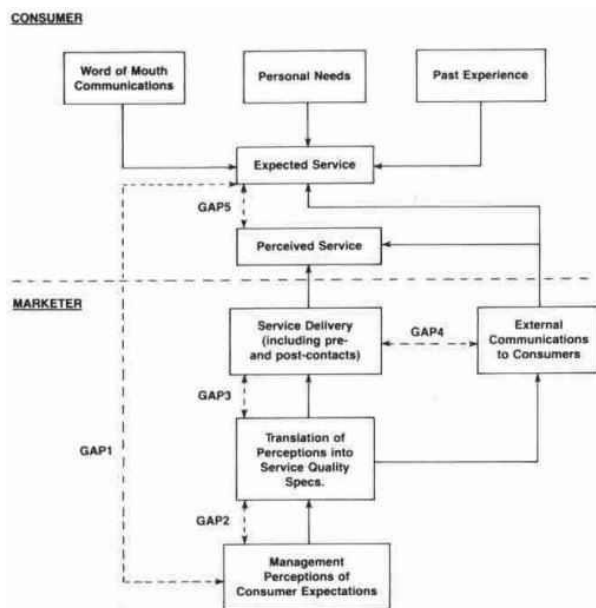 CONSUMER
Word of Mouth
Communications
Personal Needs
Past Experience
Expected Service
GAP5
Perceived Service
MARKETER
Service Delivery
(including pre-
and post-contacts)
GAP4
External
Communications
to Consumers
GAP3
Translation of
Perceptions into
Service Quality
Specs.
GAP1
GAP2
Management
Perceptions of
Consumer Expectations